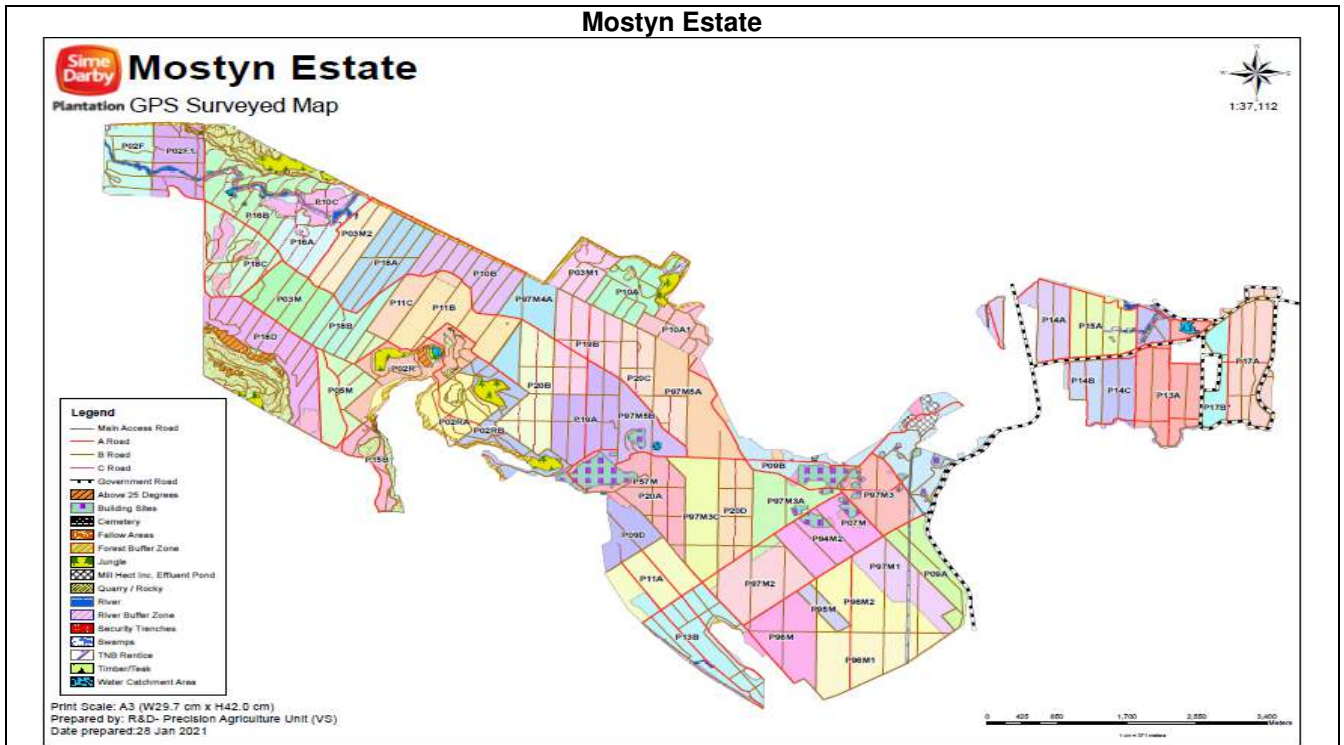 Mostyn Estate
Sime
Darby
Plantation
Mostyn Estate
GPS Surveyed Map
1:37,112
P02F
P02F1
P10C
P16B
P16A
P03M2
P18C
P18A
P10B
P03M1
P10A
P03M
P11C
P11B
P97M4A
P10A1
P18B
P18D
P19B
P02R
P05M
P20B
P20C
P97M5A
P02RA
P02RB
P19A
P97M5B
P15B
P57M
P20A
P09B
P97M3A
P97M3
P97M3C
P20D
P07M
P94M2
P09D
P11A
P97M2
P97M1
P09A
P95M
P96M2
P13B
P96M
P96M1
P14A
P15A
P17A
P14B
P14C
P13A
P17B
Legend
Main Access Road
A Road
B Road
C Road
Government Road
Above 25 Degrees
Building Sites
Cemetery
Fallow Areas
Forest Buffer Zone
Jungle
Mill Hect Inc. Effluent Pond
Quarry / Rocky
River
River Buffer Zone
Security Trenches
Swamps
TNB Rentice
Timber/Teak
Water Catchment Area
Print Scale: A3 (W29.7 cm x H42.0 cm)
Prepared by: R&D- Precision Agriculture Unit (VS)
Date prepared:28 Jan 2021
0 425 850 1,700 2,550 3,400
Meters